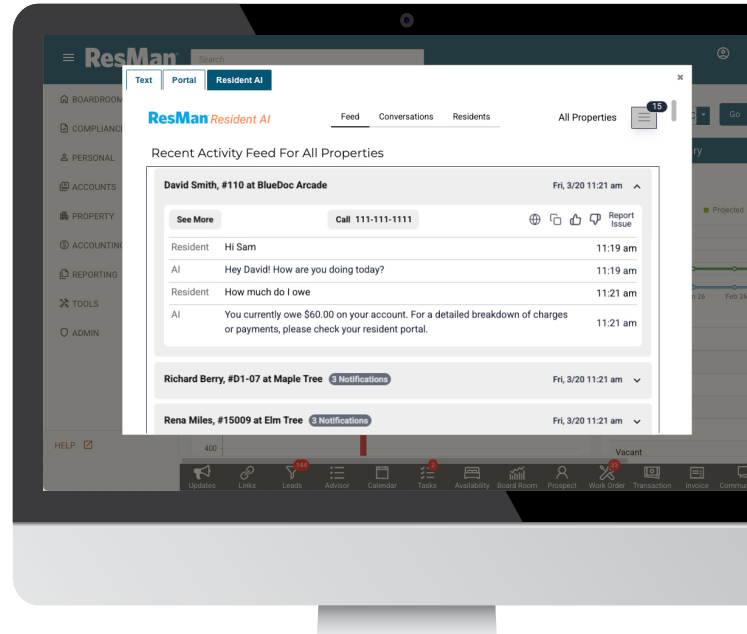 ResMan
Search
Text Portal Resident AI
×
BOARDROOM
COMPLIANC
PERSONAL
ACCOUNTS
PROPERTY
ACCOUNTING
REPORTING
TOOLS
ADMIN
HELP
Go
ry
Projected
Feb 26
ResMan Resident AI
Feed Conversations Residents
All Properties
15
Recent Activity Feed For All Properties
David Smith, #110 at BlueDoc Arcade Fri, 3/20 11:21 am
See More Call 111-111-1111 Report
Issue
Resident Hi Sam 11:19 am
AI Hey David! How are you doing today? 11:19 am
Resident How much do I owe 11:21 am
AI You currently owe $60.00 on your account. For a detailed breakdown of charges
or payments, please check your resident portal. 11:21 am
Richard Berry, #D1-07 at Maple Tree 3 Notifications Fri, 3/20 11:21 am
Rena Miles, #15009 at Elm Tree 3 Notifications Fri, 3/20 11:21 am
400
Vacant
144 2 33
Updates Links Leads Advisor Calendar Tasks Availability Board Room Prospect Work Order Transaction Invoice Commu